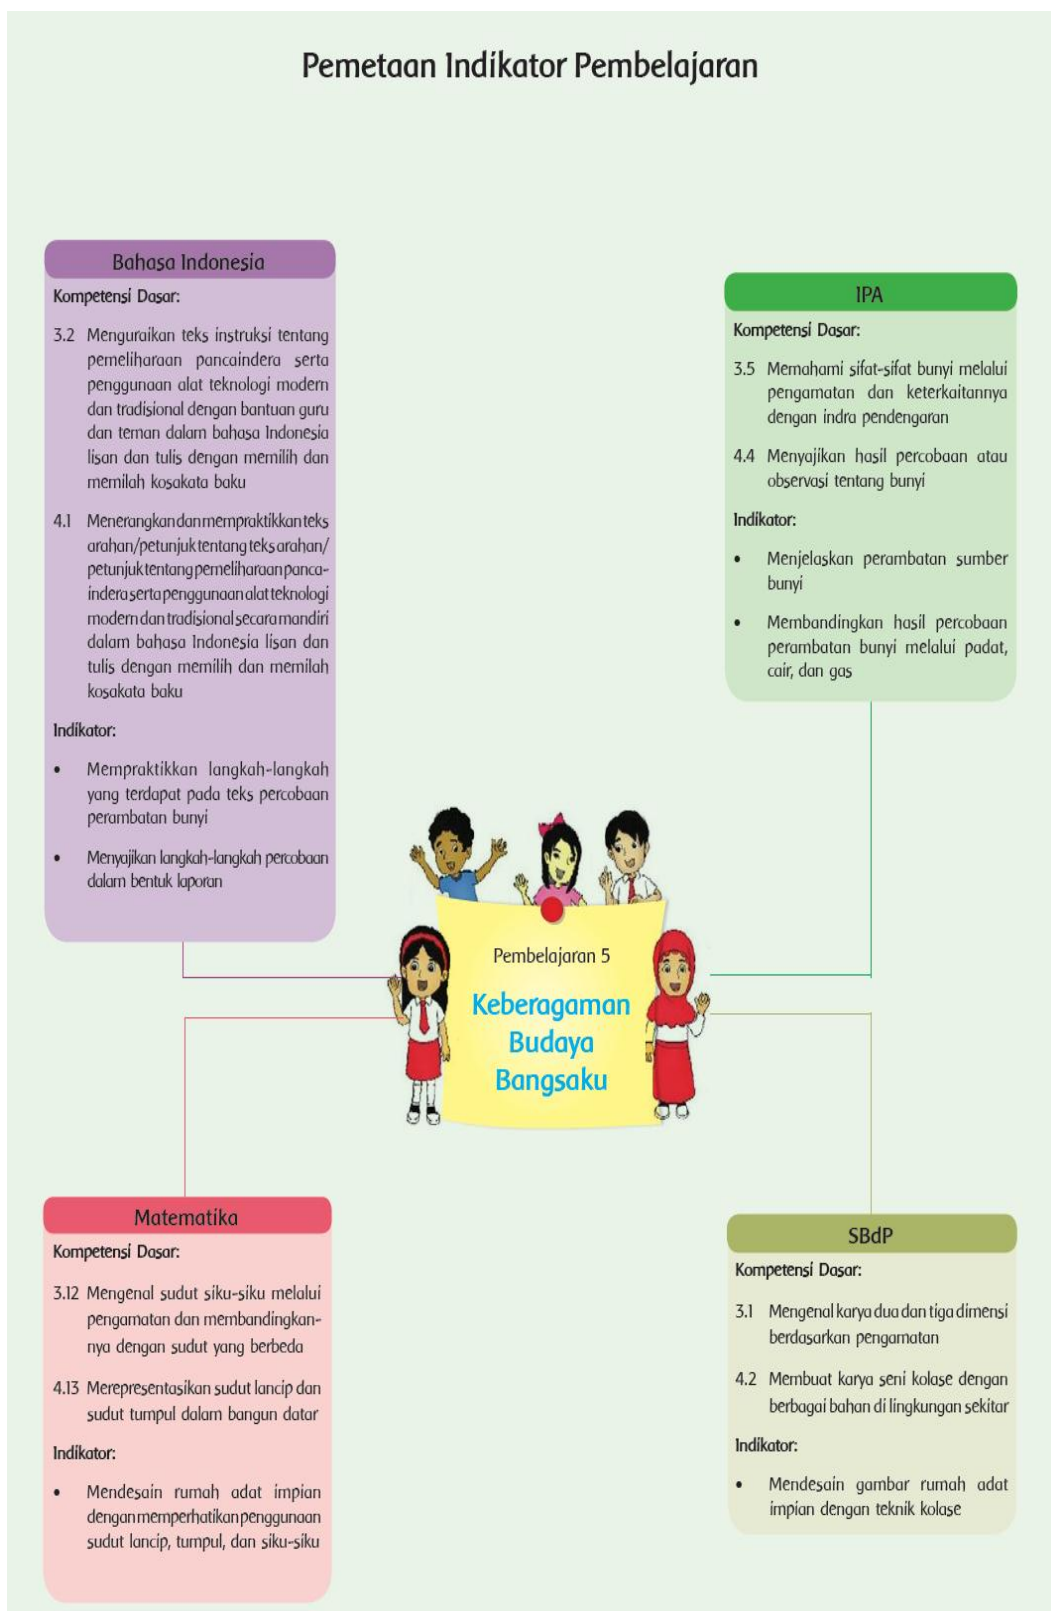 Pemetaan Indikator Pembelajaran
Bahasa Indonesia
Kompetensi Dasar:
3.2 Menguraikan teks instruksi tentang
pemeliharaan pancaindera serta
penggunaan alat teknologi modern
dan tradisional dengan bantuan guru
dan teman dalam bahasa Indonesia
lisan dan tulis dengan memilih dan
memilah kosakata baku
4.1 Menerangkan dan mempraktikkan teks
arahan/petunjuk tentang teks arahan/
petunjuk tentang pemeliharaan panca-
indera serta penggunaan alat teknologi
modern dan tradisional secara mandiri
dalam bahasa Indonesia lisan dan
tulis dengan memilih dan memilah
kosakata baku
Indikator:
• Mempraktikkan langkah-langkah
yang terdapat pada teks percobaan
perambatan bunyi
• Menyajikan langkah-langkah percobaan
dalam bentuk laporan
IPA
Kompetensi Dasar:
3.5 Memahami sifat-sifat bunyi melalui
pengamatan dan keterkaitannya
dengan indra pendengaran
4.4 Menyajikan hasil percobaan atau
observasi tentang bunyi
Indikator:
• Menjelaskan perambatan sumber
bunyi
• Membandingkan hasil percobaan
perambatan bunyi melalui padat,
cair, dan gas
Pembelajaran 5
Keberagaman
Budaya
Bangsaku
Matematika
Kompetensi Dasar:
3.12 Mengenal sudut siku-siku melalui
pengamatan dan membandingkan-
nya dengan sudut yang berbeda
4.13 Merepresentasikan sudut lancip dan
sudut tumpul dalam bangun datar
Indikator:
• Mendesain rumah adat impian
dengan memperhatikan penggunaan
sudut lancip, tumpul, dan siku-siku
SBdP
Kompetensi Dasar:
3.1 Mengenal karya dua dan tiga dimensi
berdasarkan pengamatan
4.2 Membuat karya seni kolase dengan
berbagai bahan di lingkungan sekitar
Indikator:
• Mendesain gambar rumah adat
impian dengan teknik kolase